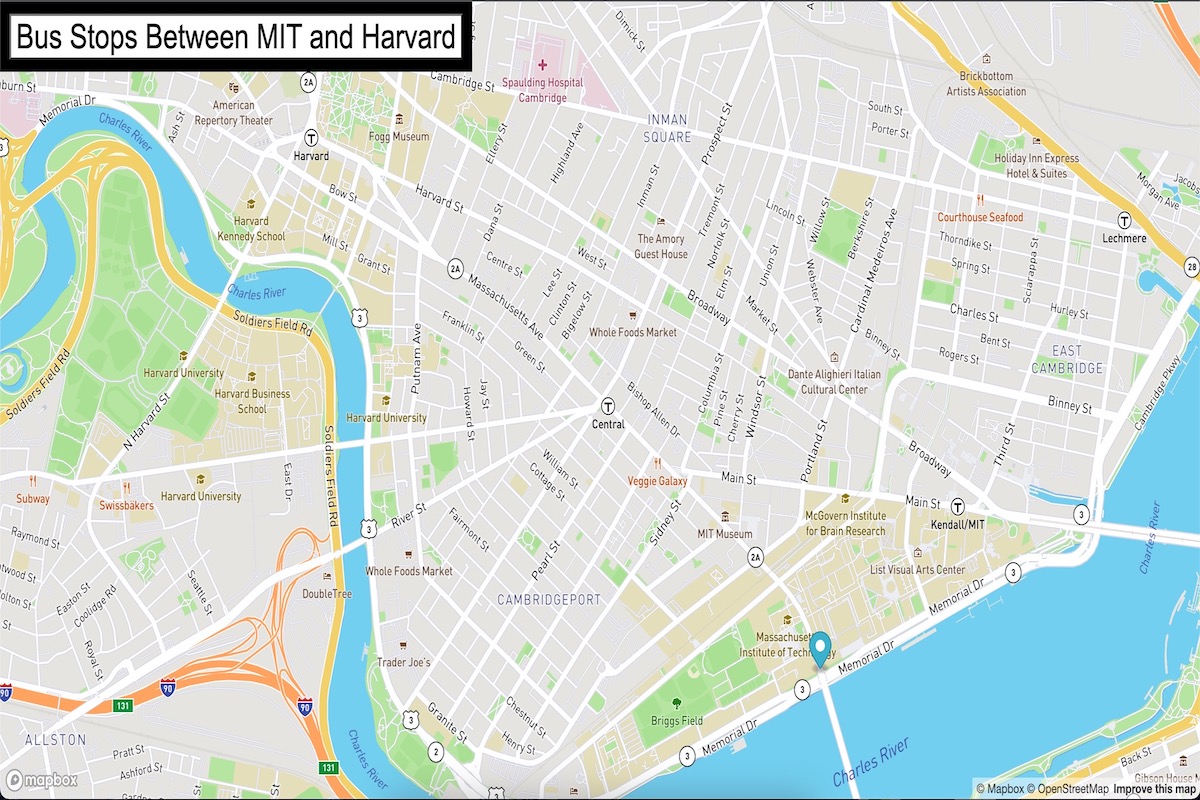 Bus Stops Between MIT and Harvard
Dimick St
Brickbottom
Artists Association
Cambridge St
Spaulding Hospital
Cambridge
burn St
Memorial Dr
Charles River
Ash St
American
Repertory Theater
2A
Fogg Museum
Harvard
INMAN
SQUARE
Prospect St
South St
Porter St
Holiday Inn Express
Hotel & Suites
Morgan Ave
Jacobs
Ellery St
Highland Ave
Inman St
Harvard St
Bow St
Harvard
Kennedy School
Mill St
Grant St
Dana St
Centre St
West St
The Amory
Guest House
Tremont St
Norfolk St
Elm St
Lincoln St
Willow St
Berkshire St
Union St
Webster Ave
Cardinal Medeiros Ave
Courthouse Seafood
Thorndike St
Spring St
Sciarappa St
Lechmere
28
2A
Massachusetts Ave
Lee St
Clinton St
Bigelow St
Charles River
3
Soldiers Field Rd
Franklin St
Green St
Whole Foods Market
Broadway
Market St
Binney St
Charles St
Hurley St
Bent St
Rogers St
EAST
CAMBRIDGE
Binney St
Cambridge Pkwy
Soldiers Field Rd
Harvard University
Harvard Business
School
Putnam Ave
Jay St
Howard St
Harvard University
N Harvard St
Central
Bishop Allen Dr
Columbia St
Pine St
Cherry St
Windsor St
Dante Alighieri Italian
Cultural Center
Portland St
Broadway
Third St
Subway
Swissbakers
Harvard University
East Dr
Soldiers Field Rd
William St
Cottage St
Veggie Galaxy
Main St
Main St
Kendall/MIT
3
McGovern Institute
for Brain Research
MIT Museum
Sidney St
River St
3
Fairmont St
Pearl St
Whole Foods Market
2A
List Visual Arts Center
3
Charles River
Raymond St
Easton St
Coolidge Rd
Seattle St
Royal St
DoubleTree
CAMBRIDGEPORT
Memorial Dr
Massachuset
Institute of Techn
Memorial Dr
3
Trader Joe's
90
131
90
90
3
Granite St
2
Chestnut St
Henry St
Briggs Field
3
Memorial Dr
Charles River
Charles River
ALLSTON
Pratt St
Ashford St
131
3
Back St
Gibson House
mapbox
© Mapbox © OpenStreetMap Improve this map